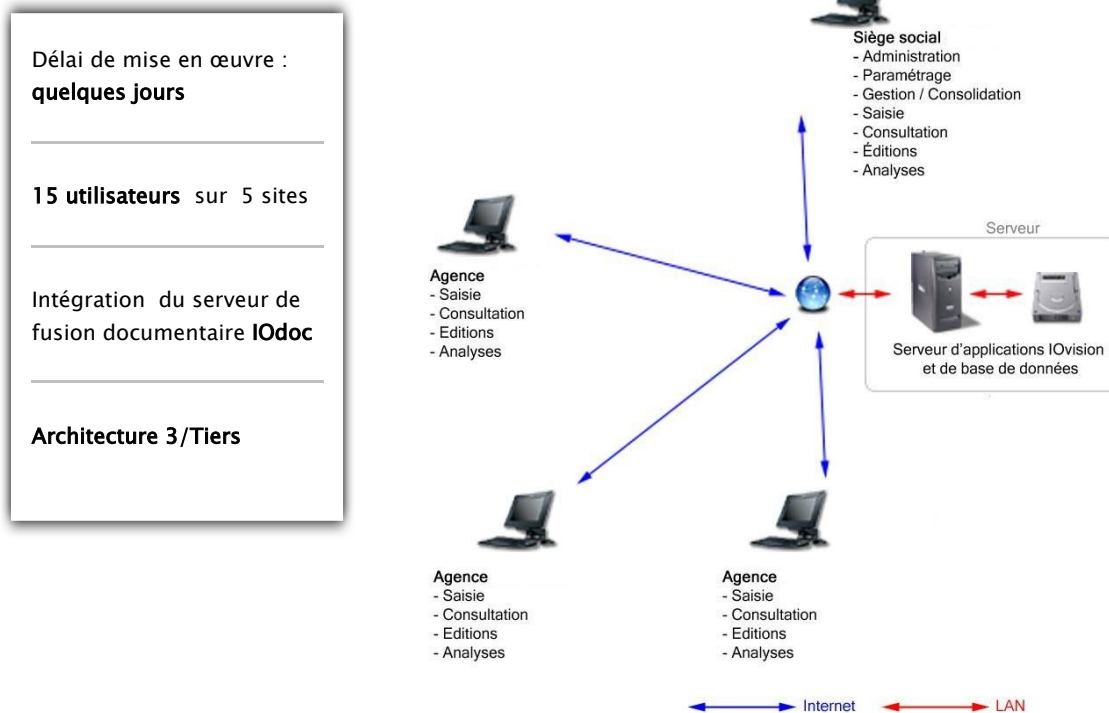 Délai de mise en œuvre :
quelques jours
15 utilisateurs sur 5 sites
Intégration du serveur de
fusion documentaire IOdoc
Architecture 3/Tiers
Siège social
- Administration
- Paramétrage
- Gestion / Consolidation
- Saisie
- Consultation
- Éditions
- Analyses
Agence
- Saisie
- Consultation
- Editions
- Analyses
Serveur
Serveur d'applications IOvision
et de base de données
Agence
- Saisie
- Consultation
- Editions
- Analyses
Agence
- Saisie
- Consultation
- Editions
- Analyses
Internet
LAN